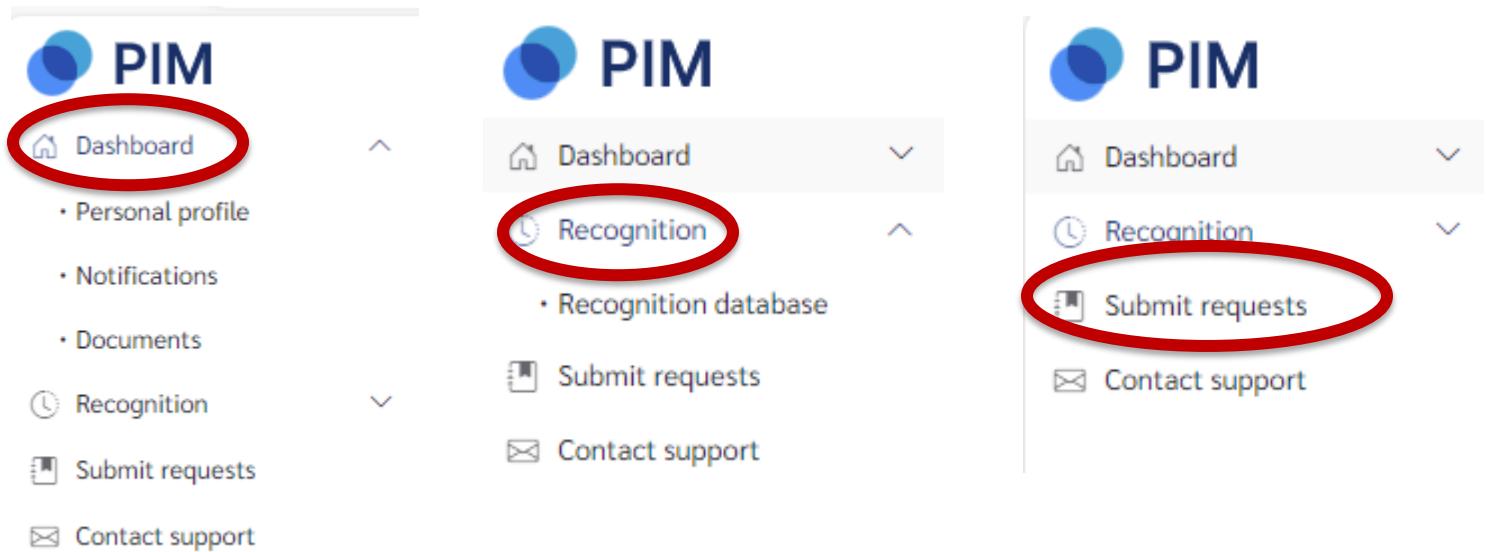 PIM
Dashboard
• Personal profile
• Notifications
• Documents
Recognition
Submit requests
Contact support
PIM
Dashboard
Recognition
• Recognition database
Submit requests
Contact support
PIM
Dashboard
Recognition
Submit requests
Contact support